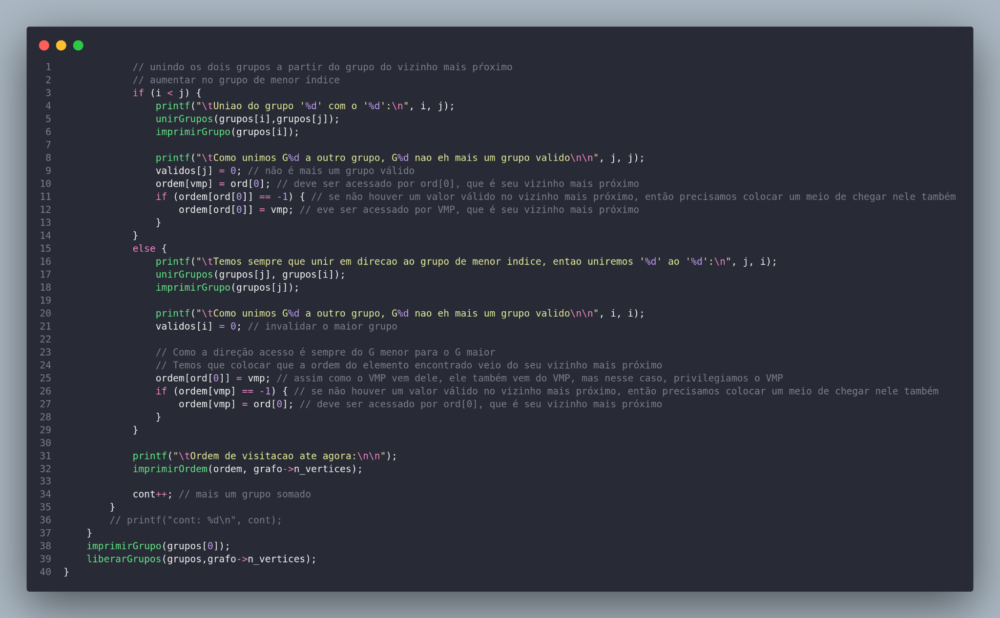 1 // unindo os dois grupos a partir do grupo do vizinho mais pŕoximo
2 // aumentar no grupo de menor índice
3 if (i < j) {
4 printf("\tUniao do grupo '%d' com o '%d':\n", i, j);
5 unirGrupos(grupos[i],grupos[j]);
6 imprimirGrupo(grupos[i]);
7
8 printf("\tComo unimos G%d a outro grupo, G%d nao eh mais um grupo valido\n\n", j, j);
9 validos[j] = 0; // não é mais um grupo válido
10 ordem[vmp] = ord[0]; // deve ser acessado por ord[0], que é seu vizinho mais próximo
11 if (ordem[ord[0]] == -1) { // se não houver um valor válido no vizinho mais próximo, então precisamos colocar um meio de chegar nele também
12 ordem[ord[0]] = vmp; // eve ser acessado por VMP, que é seu vizinho mais próximo
13 }
14 }
15 else {
16 printf("\tTemos sempre que unir em direcao ao grupo de menor indice, entao uniremos '%d' ao '%d':\n", j, i);
17 unirGrupos(grupos[j], grupos[i]);
18 imprimirGrupo(grupos[j]);
19
20 printf("\tComo unimos G%d a outro grupo, G%d nao eh mais um grupo valido\n\n", i, i);
21 validos[i] = 0; // invalidar o maior grupo
22
23 // Como a direção acesso é sempre do G menor para o G maior
24 // Temos que colocar que a ordem do elemento encontrado veio do seu vizinho mais próximo
25 ordem[ord[0]] = vmp; // assim como o VMP vem dele, ele também vem do VMP, mas nesse caso, privilegiamos o VMP
26 if (ordem[vmp] == -1) { // se não houver um valor válido no vizinho mais próximo, então precisamos colocar um meio de chegar nele também
27 ordem[vmp] = ord[0]; // deve ser acessado por ord[0], que é seu vizinho mais próximo
28 }
29 }
30
31 printf("\tOrdem de visitacao ate agora:\n\n");
32 imprimirOrdem(ordem, grafo->n_vertices);
33
34 cont++; // mais um grupo somado
35 }
36 // printf("cont: %d\n", cont);
37 }
38 imprimirGrupo(grupos[0]);
39 liberarGrupos(grupos,grafo->n_vertices);
40 }